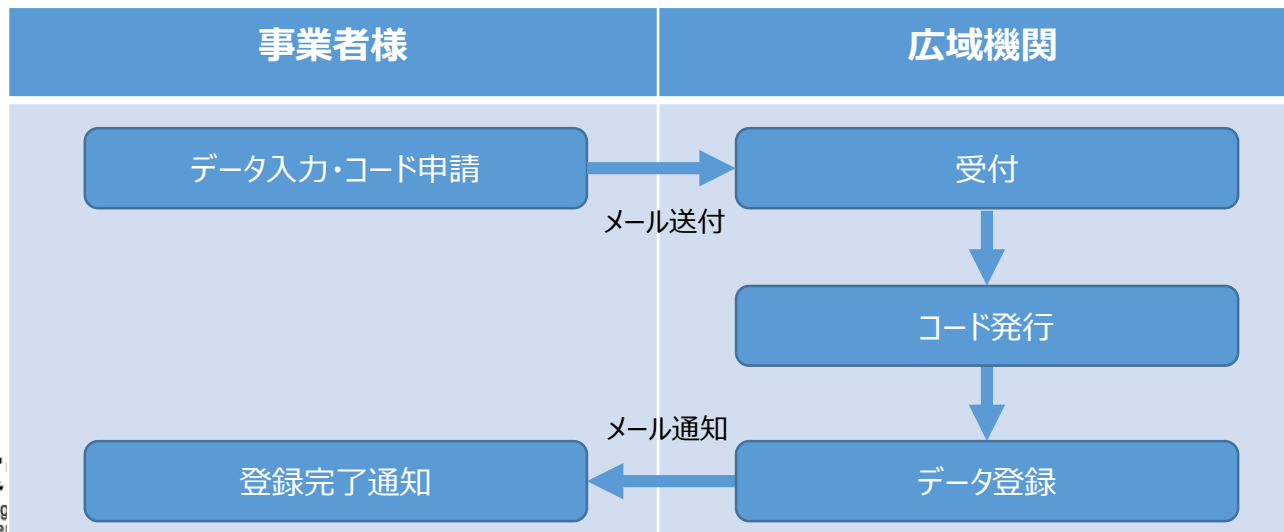 事業者様
広域機関
データ入力・コード申請
受付
メール送付
コード発行
メール通知
登録完了通知
データ登録